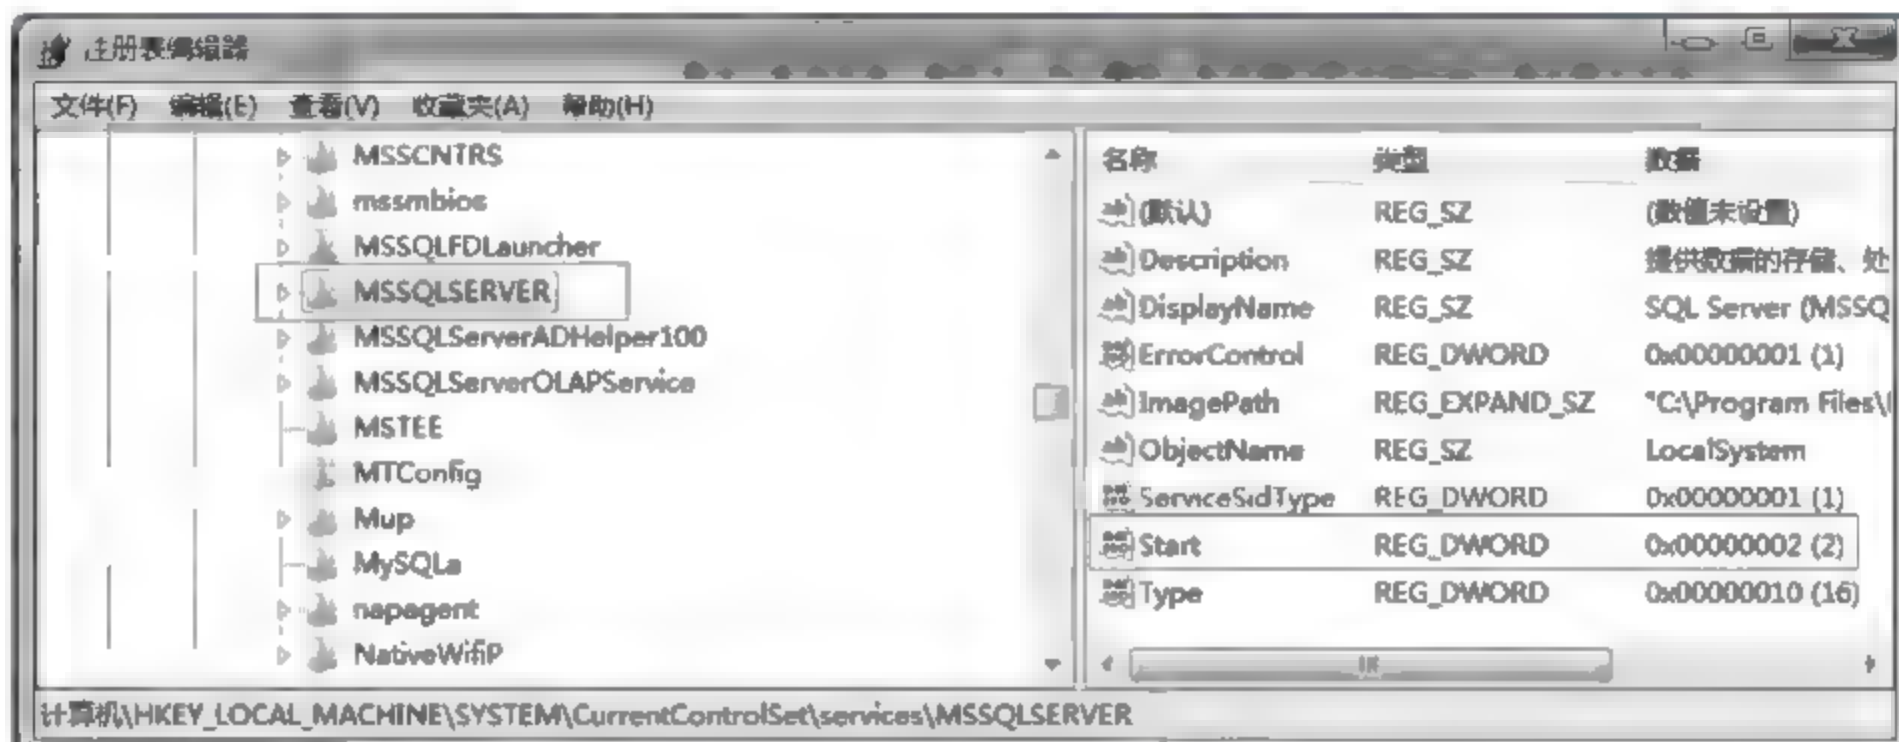 注册表编辑器
文件(F) 编辑(E) 查看(V) 收藏夹(A) 帮助(H)
MSSCNTRS
mssmbios
MSSQLFDLauncher
MSSQLSERVER
MSSQLServerADHelper100
MSSQLServerOLAPService
MSTEE
MTConfig
Mup
MySQLa
napagent
NativeWifiP
名称 类型 数据
(默认) REG_SZ (数值未设置)
Description REG_SZ 提供数据的存储、处
DisplayName REG_SZ SQL Server (MSSQ
ErrorControl REG_DWORD 0x00000001 (1)
ImagePath REG_EXPAND_SZ "C:\Program Files\
ObjectName REG_SZ LocalSystem
ServiceSidType REG_DWORD 0x00000001 (1)
Start REG_DWORD 0x00000002 (2)
Type REG_DWORD 0x00000010 (16)
计算机\HKEY_LOCAL_MACHINE\SYSTEM\CurrentControlSet\services\MSSQLSERVER